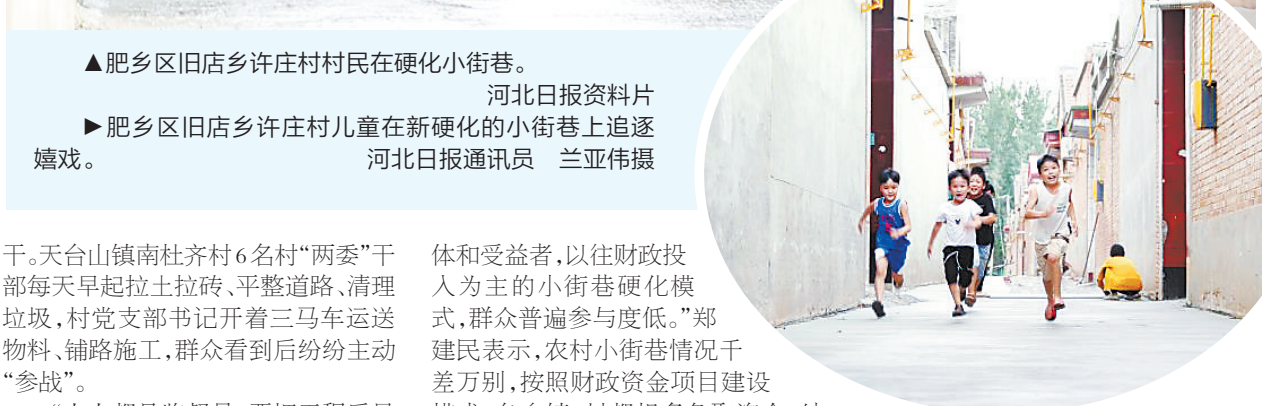 ▲肥乡区旧店乡许庄村村民在硬化小街巷。
河北日报资料片
▶肥乡区旧店乡许庄村儿童在新硬化的小街巷上追逐
嬉戏。 河北日报通讯员 兰亚伟摄
干。天台山镇南杜齐村6名村“两委”干
部每天早起拉土拉砖、平整道路、清理
垃圾,村党支部书记开着三马车运送
物料、铺路施工,群众看到后纷纷主动
“参战”。
体和受益者,以往财政投
入为主的小街巷硬化模
式,群众普遍参与度低。”郑
建民表示,农村小街巷情况千
差万别,按照财政资金项目建设